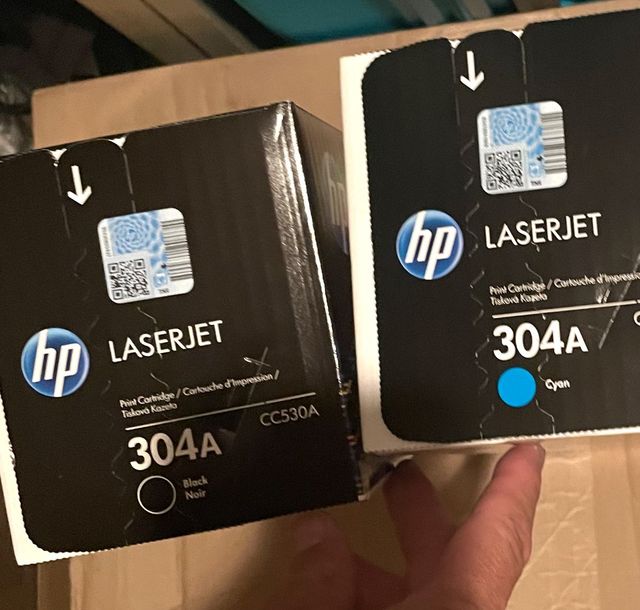 hp
LASERJET
Print Cartridge / Cartouche d'Impression /
Tisková Kazeta
CC530A
304A
Black
Noir
hp
LASERJET
Print Cartridge / Cartouche d'Impression
Tisková Kazeta
304A
Cyan